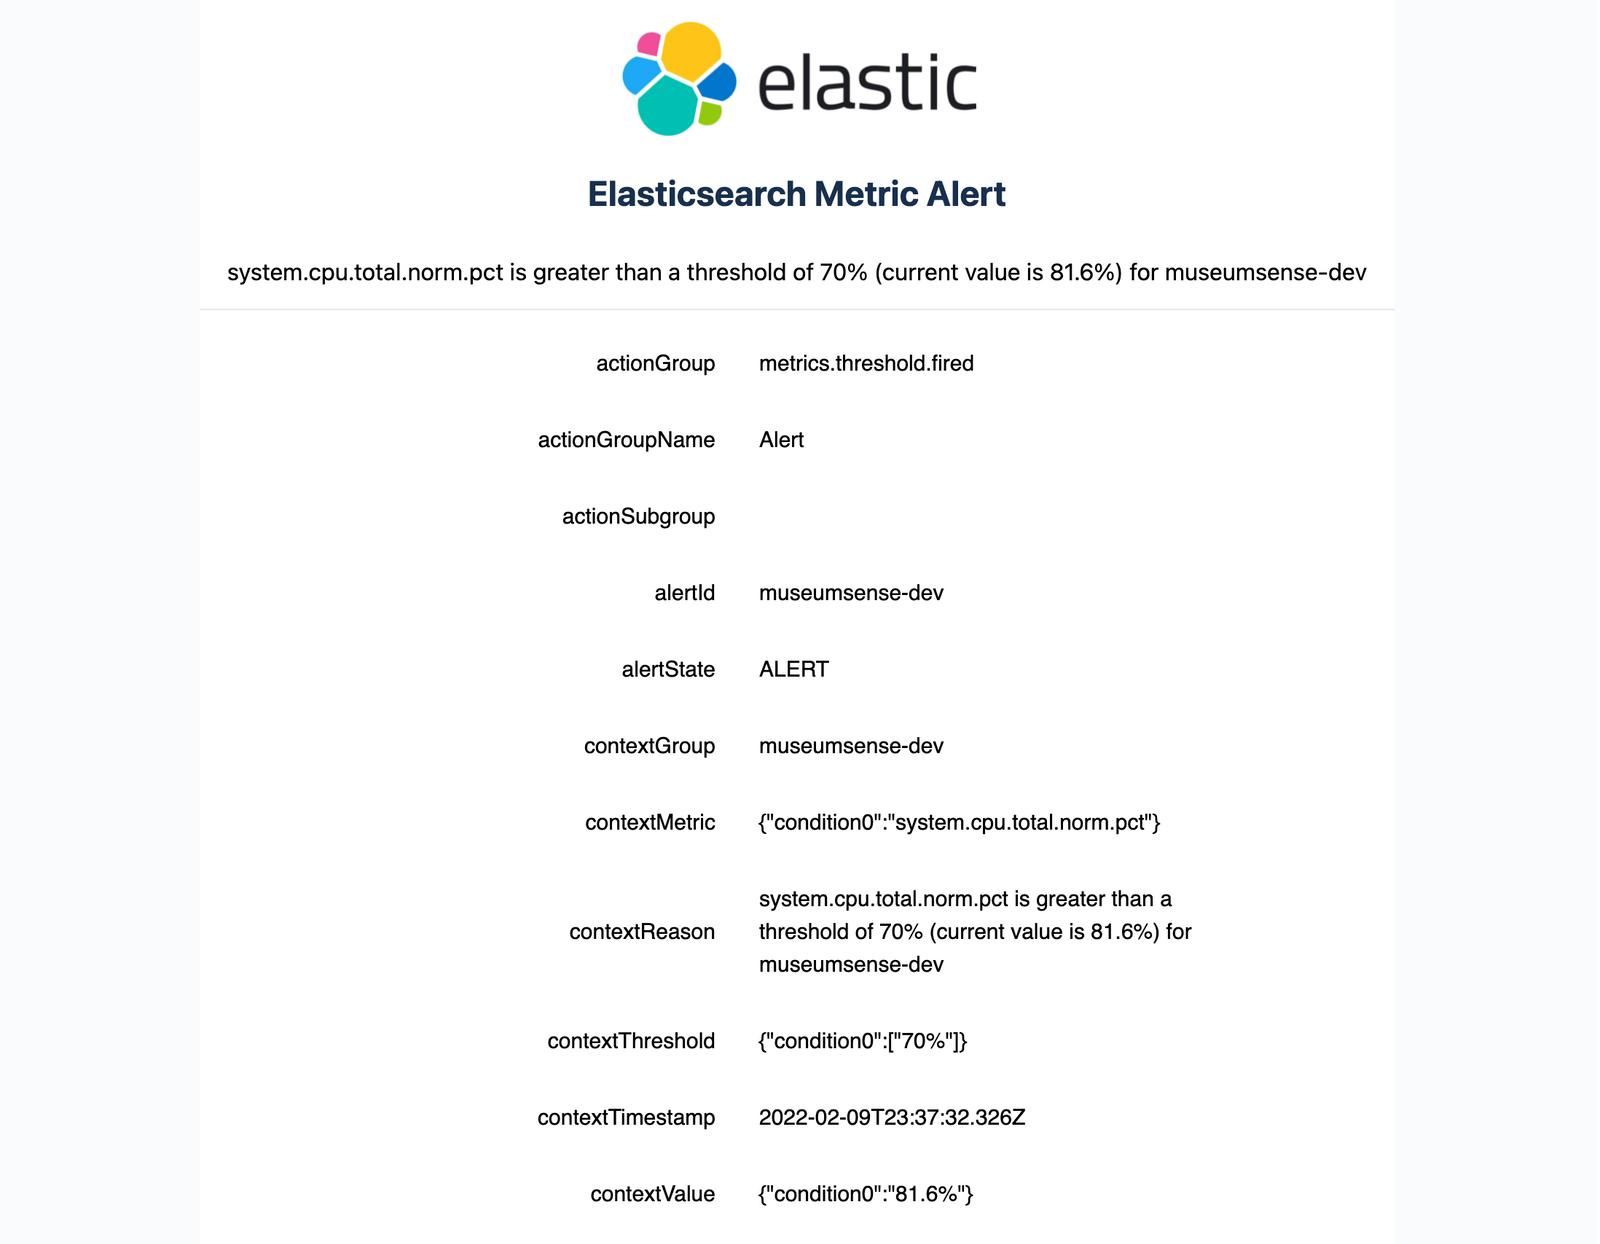 elastic
Elasticsearch Metric Alert
system.cpu.total.norm.pct is greater than a threshold of 70% (current value is 81.6%) for museumsense-dev
actionGroup metrics.threshold.fired
actionGroupName Alert
actionSubgroup
alertId museumsense-dev
alertState ALERT
contextGroup museumsense-dev
contextMetric {"condition0":"system.cpu.total.norm.pct"}
contextReason system.cpu.total.norm.pct is greater than a
threshold of 70% (current value is 81.6%) for
museumsense-dev
contextThreshold {"condition0":["70%"]}
contextTimestamp 2022-02-09T23:37:32.326Z
contextValue {"condition0":"81.6%"}